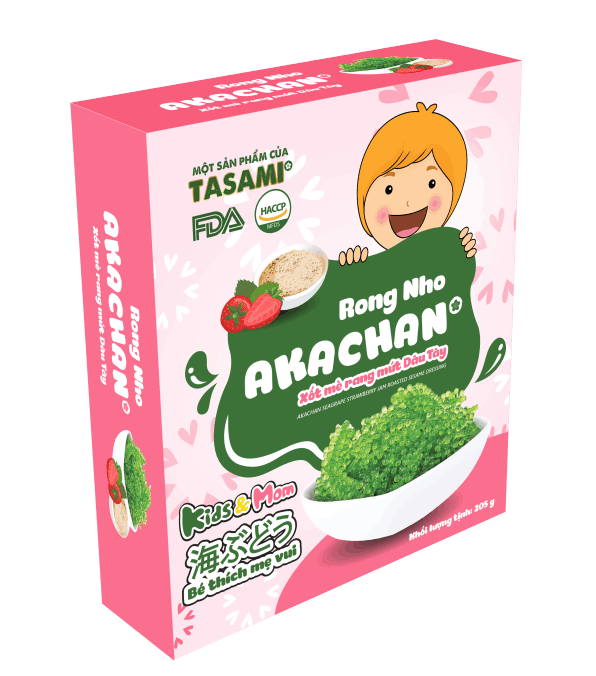 Rong Nho
AKACHAN
Xốt mè rang mứt Dâu Tây
MỘT SẢN PHẨM CỦA
TASAMI
FDA
HACCP
Rong Nho
AKACHAN
Xốt mè rang mứt Dâu Tây
AKACHAN SEAGRAPE STRAWBERRY JAM ROASTED SESAME DRESSING
Kids & Mom
海ぶどう
Bé thích mẹ vui
Khối lượng tịnh: 205 g
Rong Nho
AKACHAN
Xốt mè rang mứt Dâu Tây